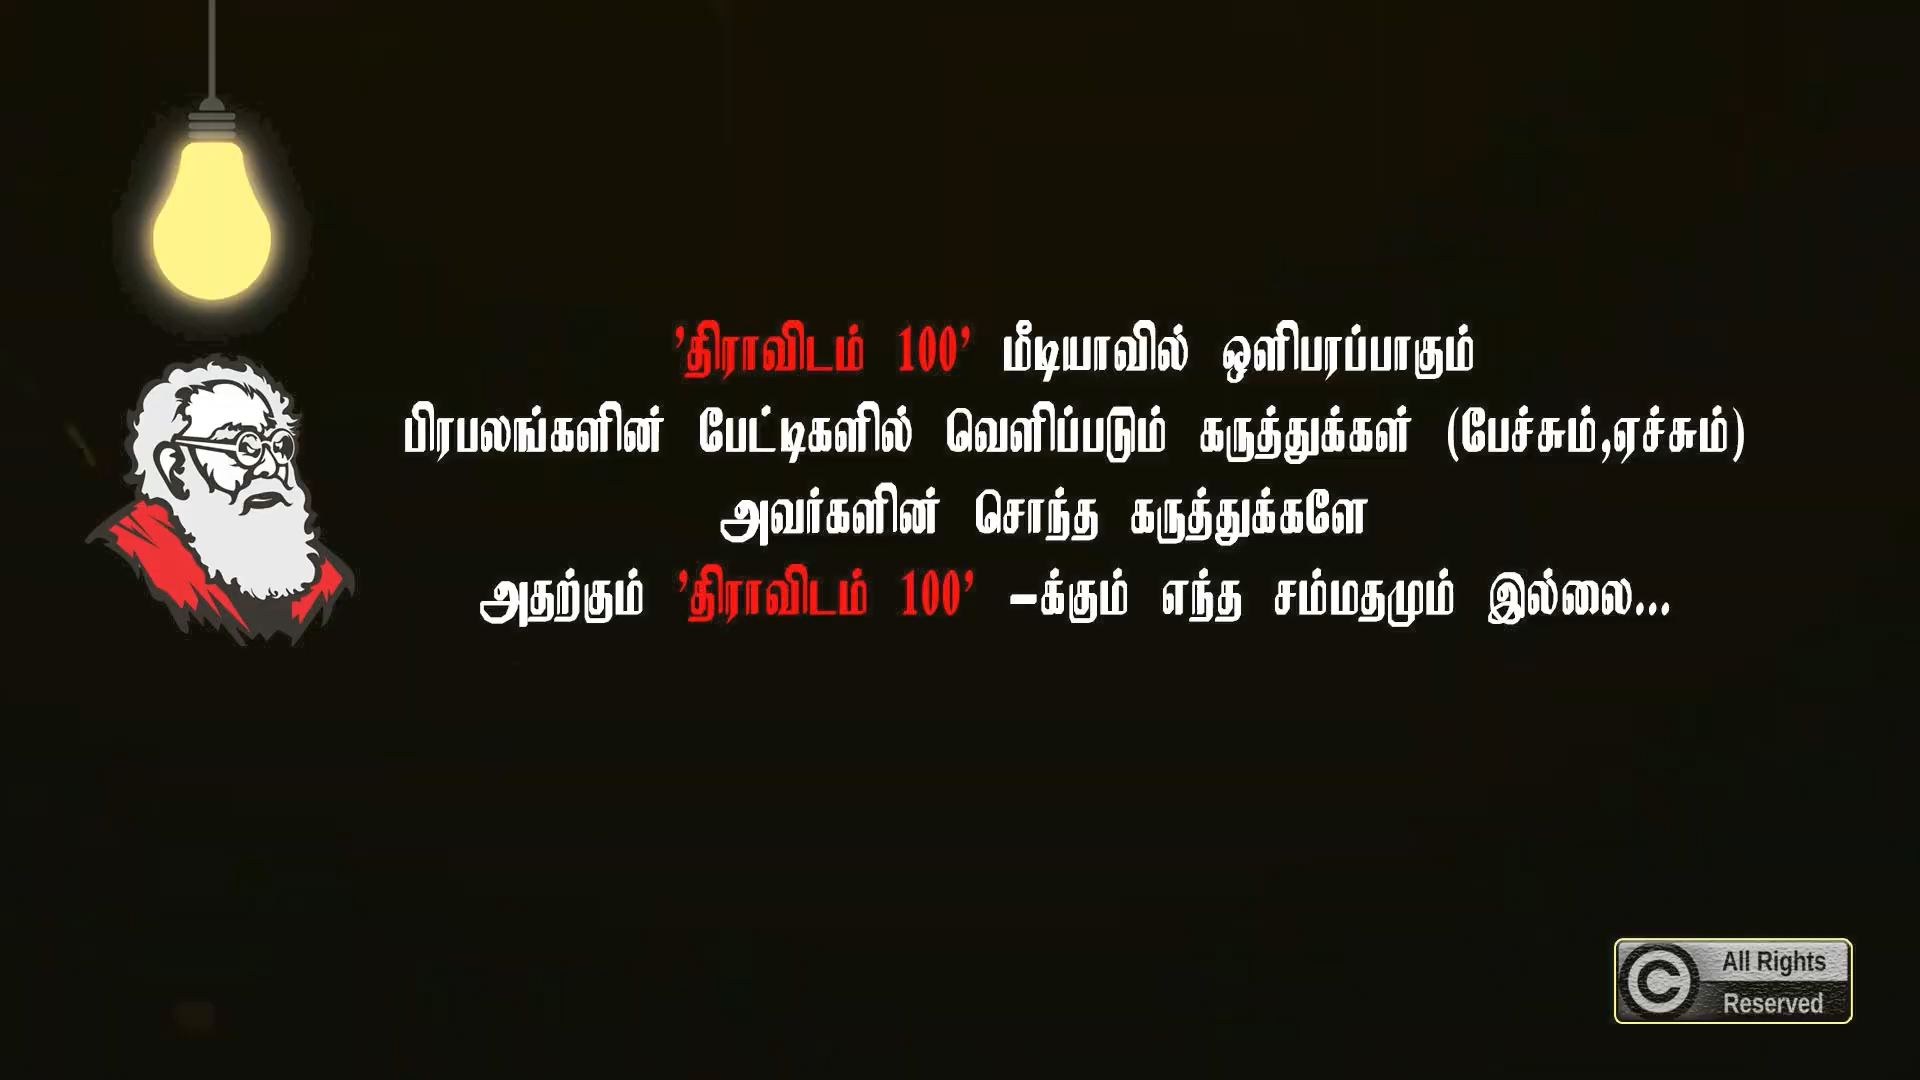 'திராவிடம் 100' மீடியாவில் ஒளிபரப்பாகும்
பிரபலங்களின் பேட்டிகளில் வெளிப்படும் கருத்துக்கள் (பேச்சும்,ஏச்சும்)
அவர்களின் சொந்த கருத்துக்களே
அதற்கும் 'திராவிடம் 100' -க்கும் எந்த சம்மதமும் இல்லை...
All Rights
Reserved